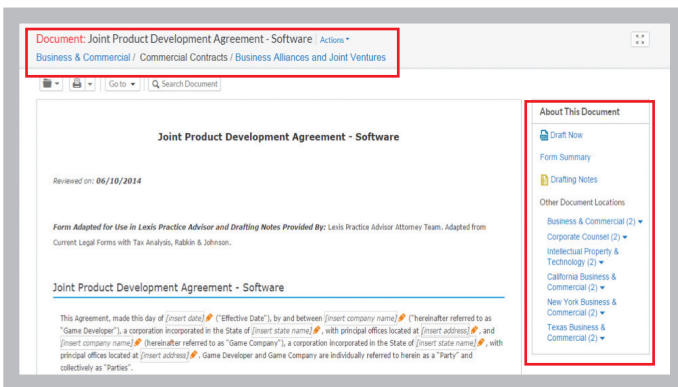 Document: Joint Product Development Agreement - Software | Actions
Business & Commercial / Commercial Contracts / Business Alliances and Joint Ventures
Go to
Search Document
Joint Product Development Agreement - Software
Reviewed on: 06/10/2014
Form Adapted for Use in Lexis Practice Advisor and Drafting Notes Provided By: Lexis Practice Advisor Attorney Team. Adapted from
Current Legal Forms with Tax Analysis, Rabkin & Johnson.
Joint Product Development Agreement - Software
This Agreement, made this day of [insert date] ("Effective Date"), by and between [insert company name] ("hereinafter referred to as
"Game Developer"), a corporation incorporated in the State of [insert state name], with principal offices located at [insert address], and
[insert company name] (hereinafter referred to as "Game Company"), a corporation incorporated in the State of [insert state name], with
principal offices located at [insert address]. Game Developer and Game Company are individually referred to herein as a "Party" and
collectively as "Parties".
About This Document
Draft Now
Form Summary
Drafting Notes
Other Document Locations
Business & Commercial (2)
Corporate Counsel (2)
Intellectual Property &
Technology (2)
California Business &
Commercial (2)
New York Business &
Commercial (2)
Texas Business &
Commercial (2)